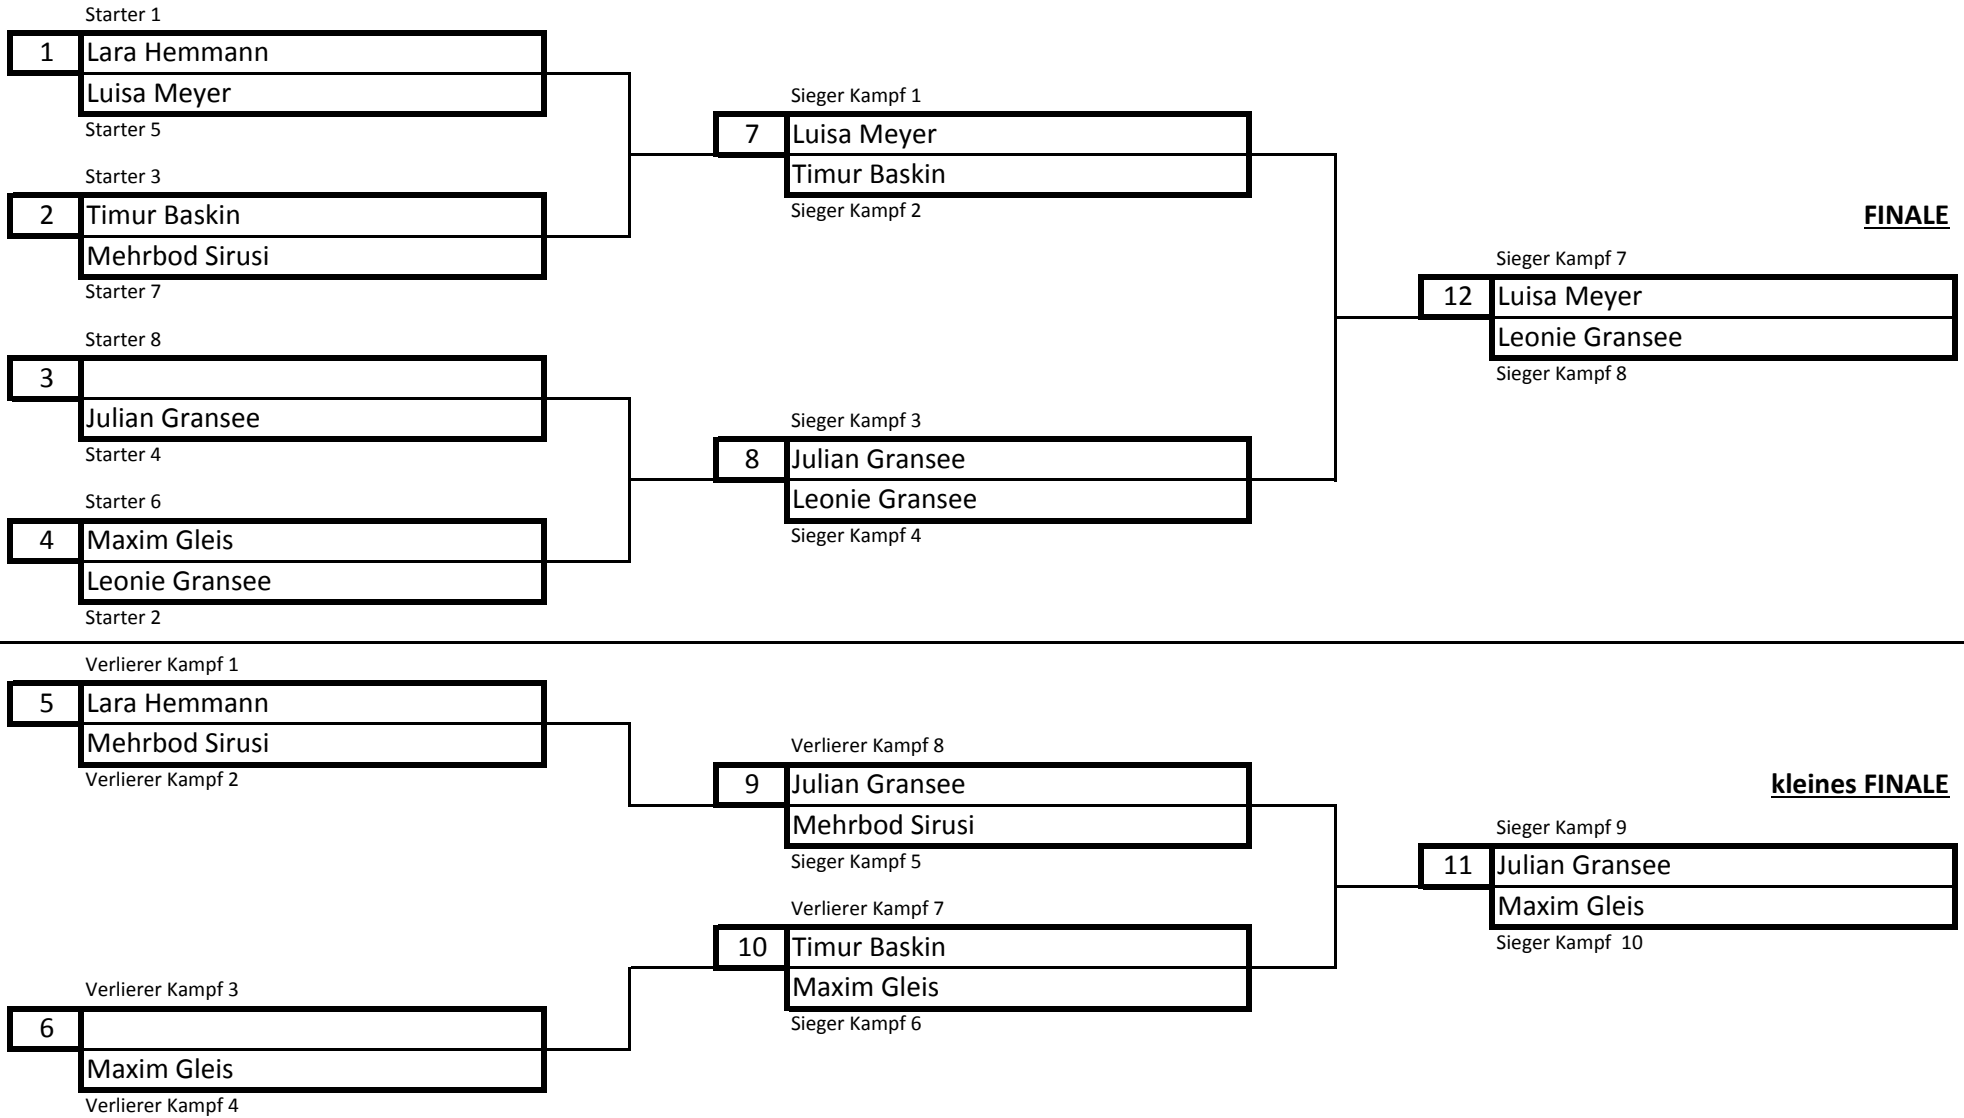 Starter 1
1 Lara Hemmann
Luisa Meyer
Starter 5
Starter 3
2 Timur Baskin
Mehrbod Sirusi
Starter 7
Starter 8
3
Julian Gransee
Starter 4
Starter 6
4 Maxim Gleis
Leonie Gransee
Starter 2
Sieger Kampf 1
7 Luisa Meyer
Timur Baskin
Sieger Kampf 2
Sieger Kampf 3
8 Julian Gransee
Leonie Gransee
Sieger Kampf 4
FINALE
Sieger Kampf 7
12 Luisa Meyer
Leonie Gransee
Sieger Kampf 8
Verlierer Kampf 1
5 Lara Hemmann
Mehrbod Sirusi
Verlierer Kampf 2
Verlierer Kampf 3
6
Maxim Gleis
Verlierer Kampf 4
Verlierer Kampf 8
9 Julian Gransee
Mehrbod Sirusi
Sieger Kampf 5
Verlierer Kampf 7
10 Timur Baskin
Maxim Gleis
Sieger Kampf 6
kleines FINALE
Sieger Kampf 9
11 Julian Gransee
Maxim Gleis
Sieger Kampf 10